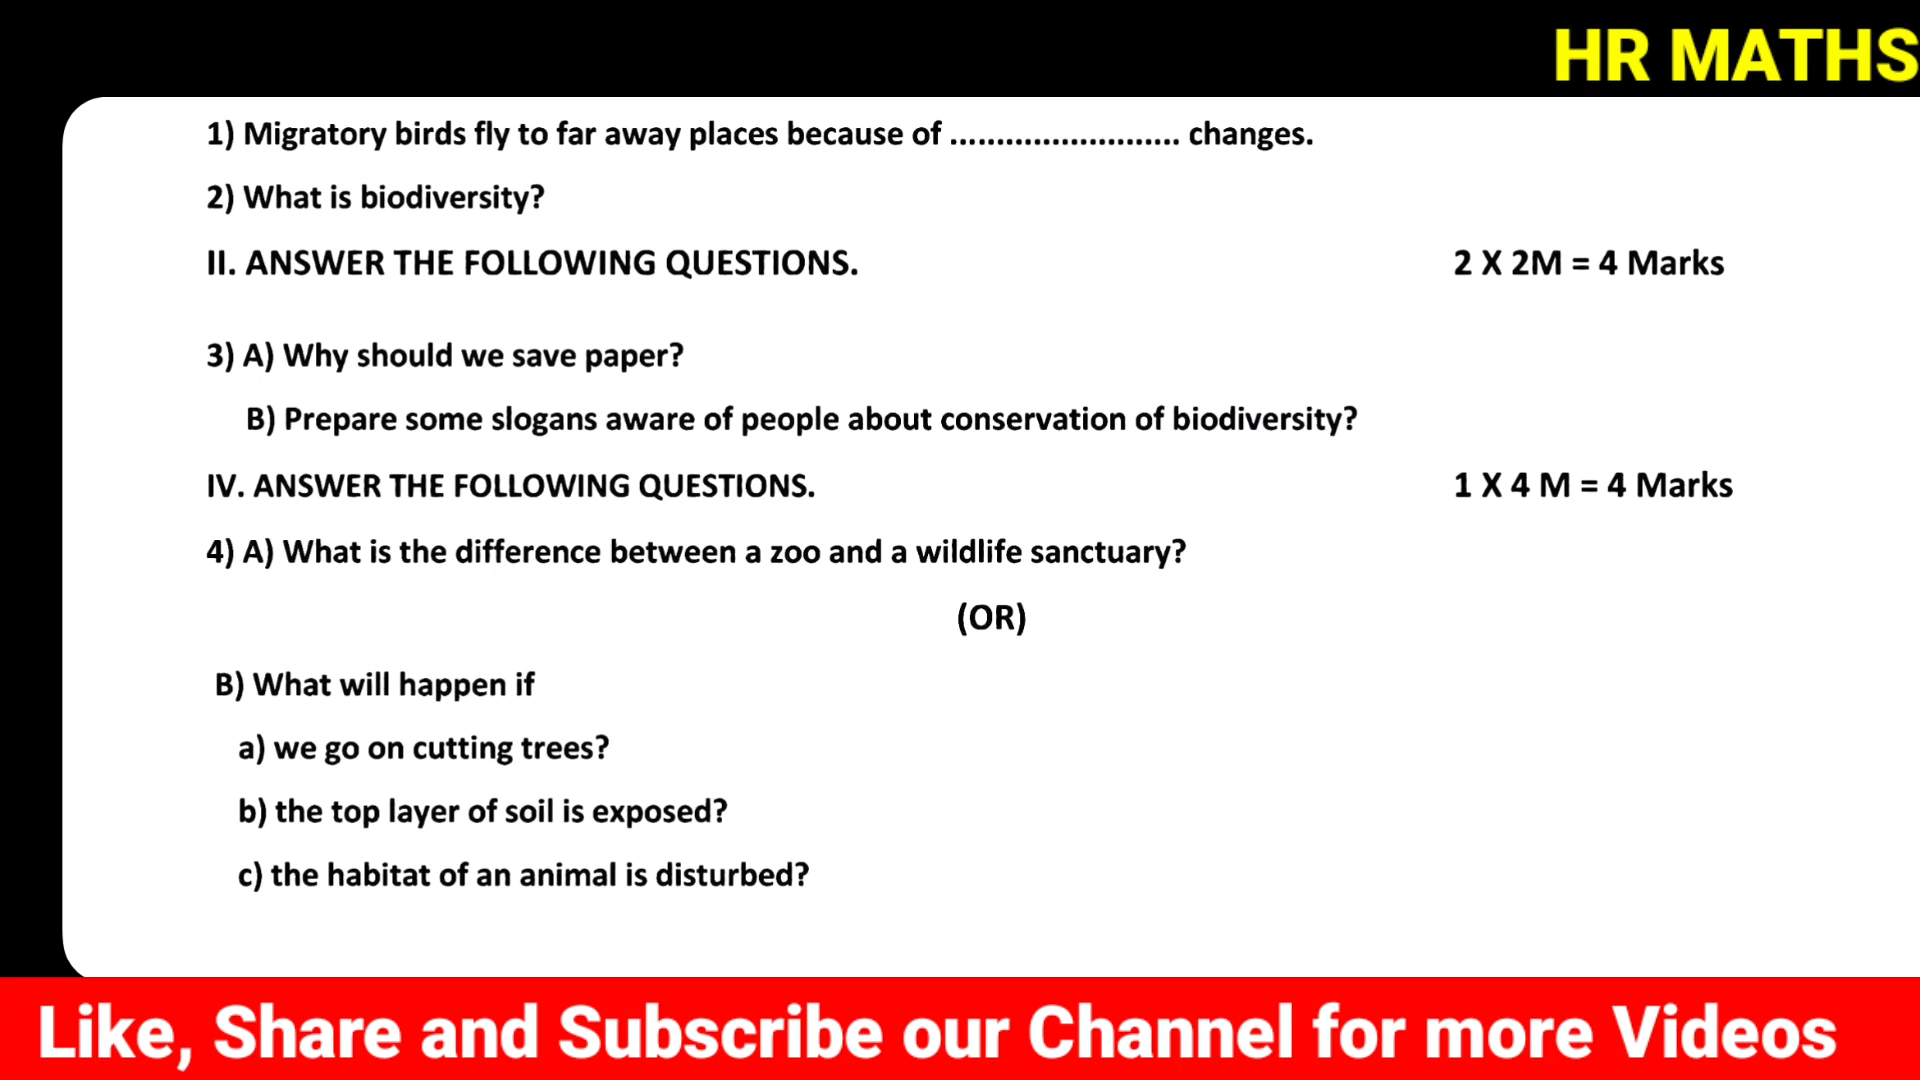 HR MATHS
1) Migratory birds fly to far away places because of ......................... changes.
2) What is biodiversity?
II. ANSWER THE FOLLOWING QUESTIONS. 2 X 2M = 4 Marks
3) A) Why should we save paper?
B) Prepare some slogans aware of people about conservation of biodiversity?
IV. ANSWER THE FOLLOWING QUESTIONS. 1 X 4 M = 4 Marks
4) A) What is the difference between a zoo and a wildlife sanctuary?
(OR)
B) What will happen if
a) we go on cutting trees?
b) the top layer of soil is exposed?
c) the habitat of an animal is disturbed?
Like, Share and Subscribe our Channel for more Videos